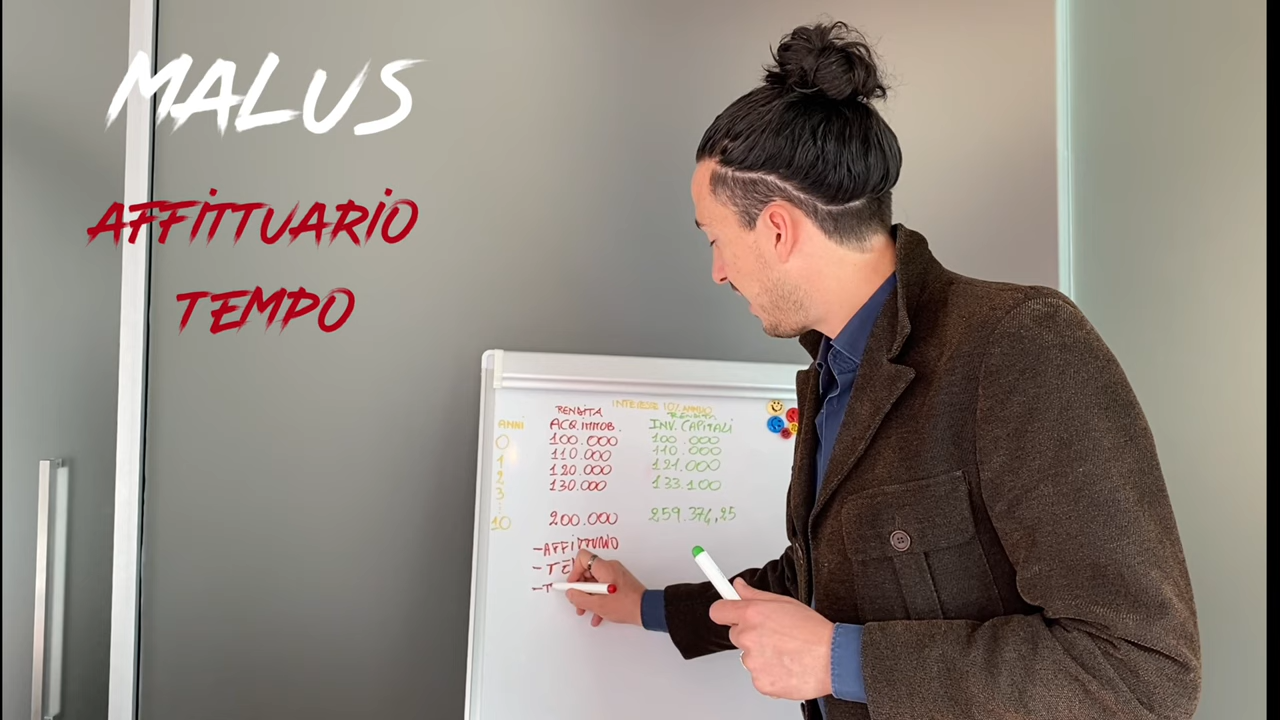 MALUS
AFFITTUARIO
TEMPO
INTERESSE 10% ANNUO
ANNI
RENDITA
ACQ. IMMOB.
RENDITA
INV. CAPITALI
0 100.000 100.000
1 110.000 110.000
2 120.000 121.000
3 130.000 133.100
10 200.000 259.374,25
- AFFITTUARIO
- TE
- T